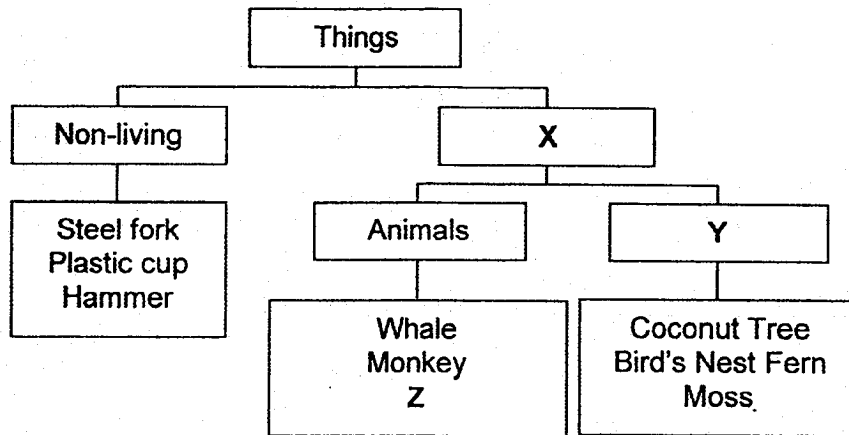 Things
Non-living
X
Steel fork
Plastic cup
Hammer
Animals
Y
Whale
Monkey
Z
Coconut Tree
Bird's Nest Fern
Moss